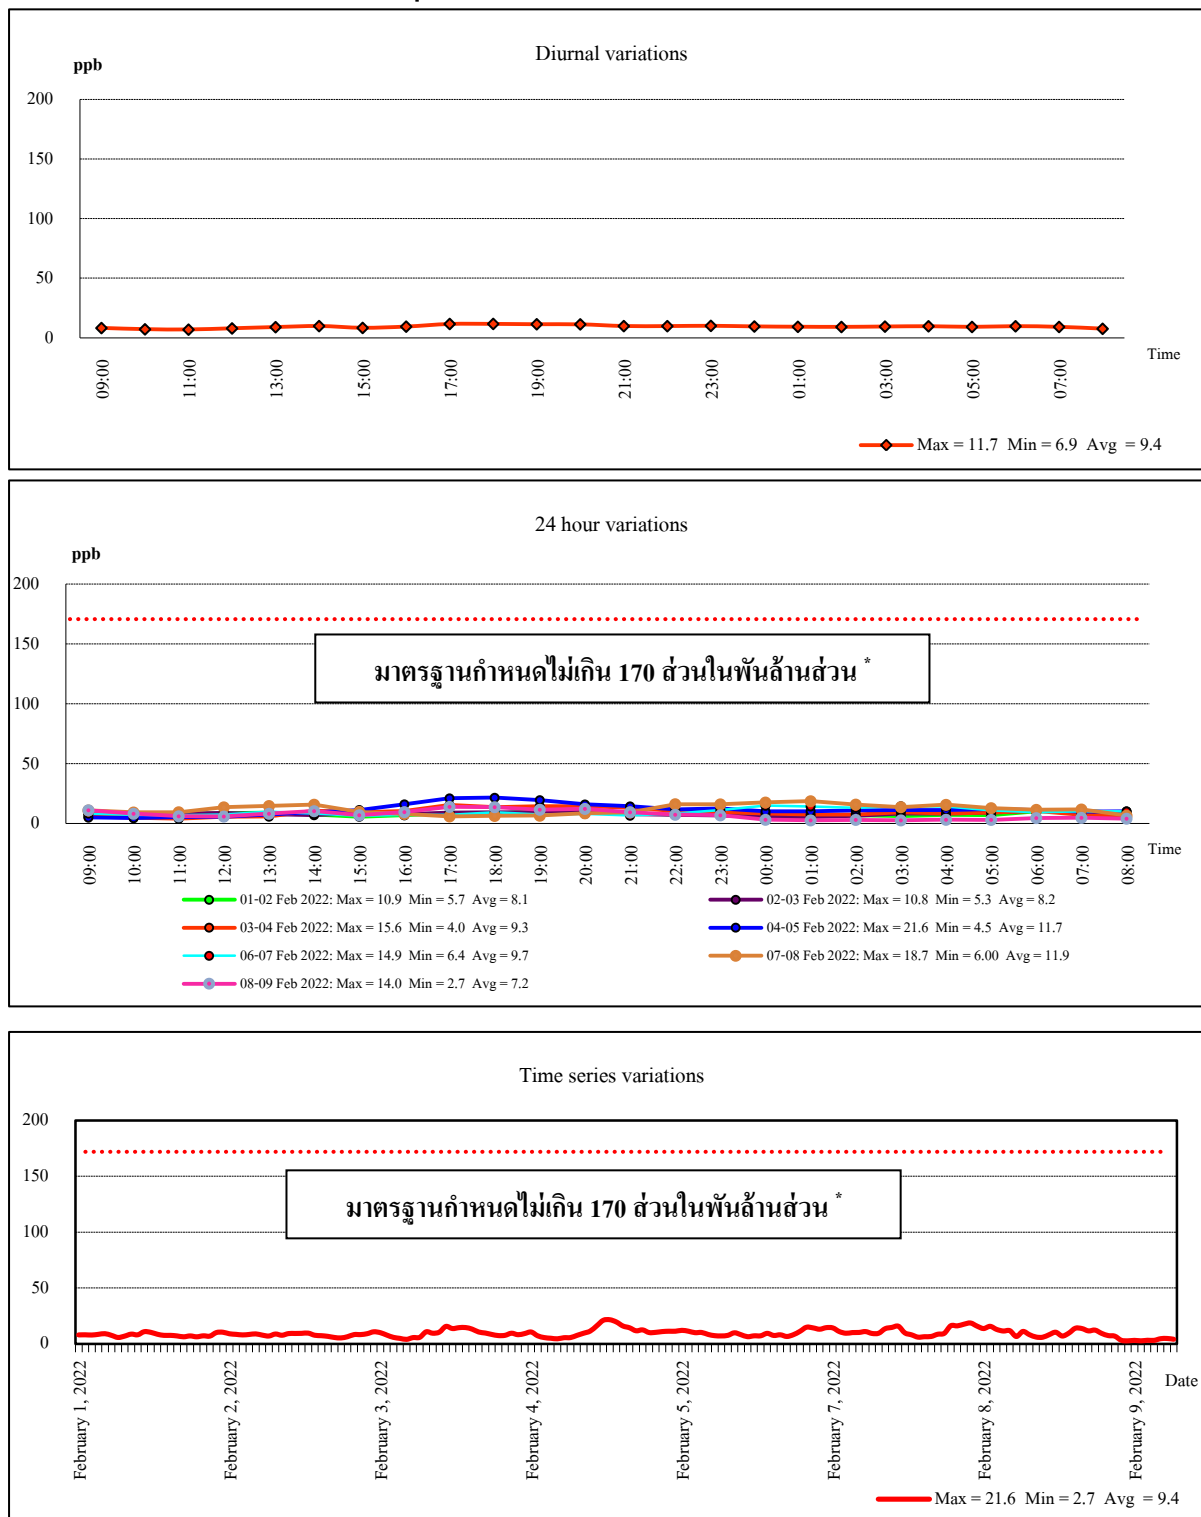 Diurnal variations
ppb
200
150
100
50
0
09:00 11:00 13:00 15:00 17:00 19:00 21:00 23:00 01:00 03:00 05:00 07:00
Time
Max = 11.7 Min = 6.9 Avg = 9.4
24 hour variations
ppb
200
150
100
50
0
มาตรฐานกำหนดไม่เกิน 170 ส่วนในพันล้านส่วน *
Time
09:00 10:00 11:00 12:00 13:00 14:00 15:00 16:00 17:00 18:00 19:00 20:00 21:00 22:00 23:00 00:00 01:00 02:00 03:00 04:00 05:00 06:00 07:00 08:00
01-02 Feb 2022: Max = 10.9 Min = 5.7 Avg = 8.1
02-03 Feb 2022: Max = 10.8 Min = 5.3 Avg = 8.2
03-04 Feb 2022: Max = 15.6 Min = 4.0 Avg = 9.3
04-05 Feb 2022: Max = 21.6 Min = 4.5 Avg = 11.7
06-07 Feb 2022: Max = 14.9 Min = 6.4 Avg = 9.7
07-08 Feb 2022: Max = 18.7 Min = 6.00 Avg = 11.9
08-09 Feb 2022: Max = 14.0 Min = 2.7 Avg = 7.2
Time series variations
200
150
100
50
0
มาตรฐานกำหนดไม่เกิน 170 ส่วนในพันล้านส่วน *
Date
February 1, 2022
February 2, 2022
February 3, 2022
February 4, 2022
February 5, 2022
February 7, 2022
February 8, 2022
February 9, 2022
Max = 21.6 Min = 2.7 Avg = 9.4